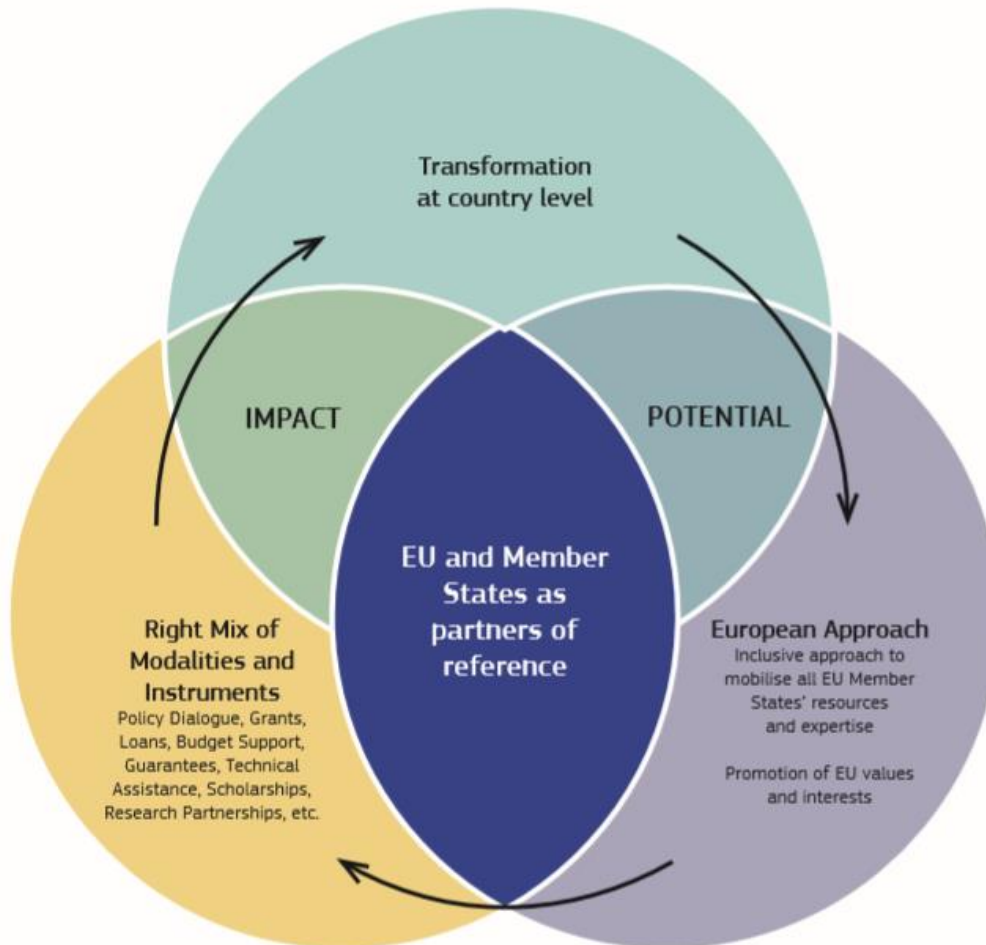 Transformation
at country level
IMPACT
POTENTIAL
EU and Member
States as
partners of
reference
Right Mix of
Modalities and
Instruments
Policy Dialogue, Grants,
Loans, Budget Support,
Guarantees, Technical
Assistance, Scholarships,
Research Partnerships, etc.
European Approach
Inclusive approach to
mobilise all EU Member
States’ resources
and expertise
Promotion of EU values
and interests